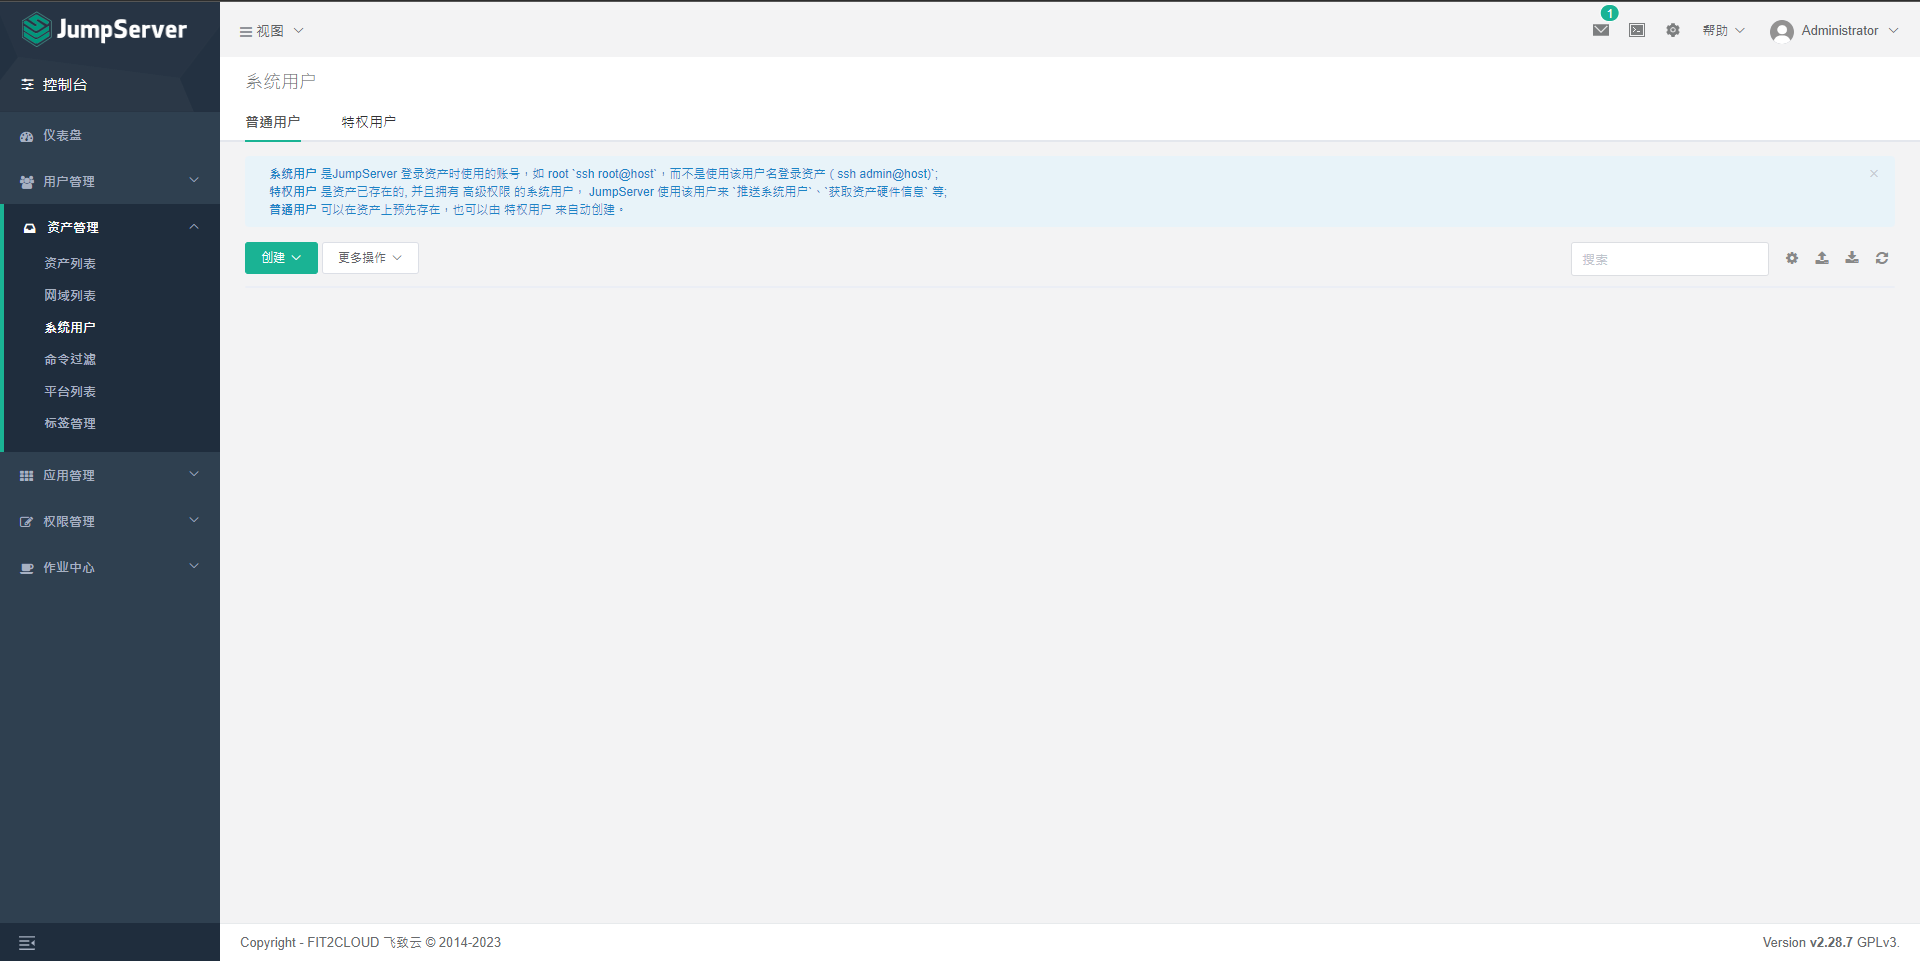 JumpServer
控制台
仪表盘
用户管理
资产管理
资产列表
网域列表
系统用户
命令过滤
平台列表
标签管理
应用管理
权限管理
作业中心
视图
1
帮助
Administrator
系统用户
普通用户 特权用户
系统用户 是JumpServer 登录资产时使用的账号，如 root `ssh root@host`，而不是使用该用户名登录资产 ( ssh admin@host)`;
特权用户 是资产已存在的, 并且拥有 高级权限 的系统用户， JumpServer 使用该用户来 `推送系统用户`、`获取资产硬件信息` 等;
普通用户 可以在资产上预先存在，也可以由 特权用户 来自动创建。
创建 更多操作
搜索
Copyright - FIT2CLOUD 飞致云 © 2014-2023
Version v2.28.7 GPLv3.